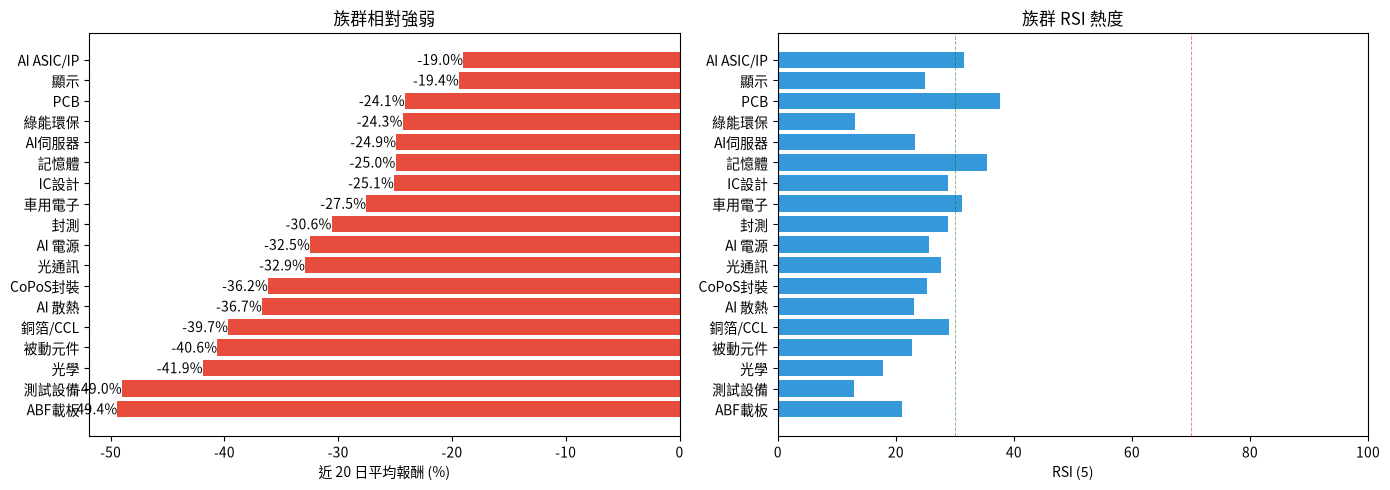 族群相對強弱
AI ASIC/IP -19.0%
顯示 -19.4%
PCB -24.1%
綠能環保 -24.3%
AI伺服器 -24.9%
記憶體 -25.0%
IC設計 -25.1%
車用電子 -27.5%
封測 -30.6%
AI 電源 -32.5%
光通訊 -32.9%
CoPoS封裝 -36.2%
AI 散熱 -36.7%
銅箔/CCL -39.7%
被動元件 -40.6%
光學 -41.9%
測試設備 -49.0%
ABF載板 -49.4%
-50 -40 -30 -20 -10 0
近 20 日平均報酬 (%)
族群 RSI 熱度
AI ASIC/IP
顯示
PCB
綠能環保
AI伺服器
記憶體
IC設計
車用電子
封測
AI 電源
光通訊
CoPoS封裝
AI 散熱
銅箔/CCL
被動元件
光學
測試設備
ABF載板
0 20 40 60 80 100
RSI (5)